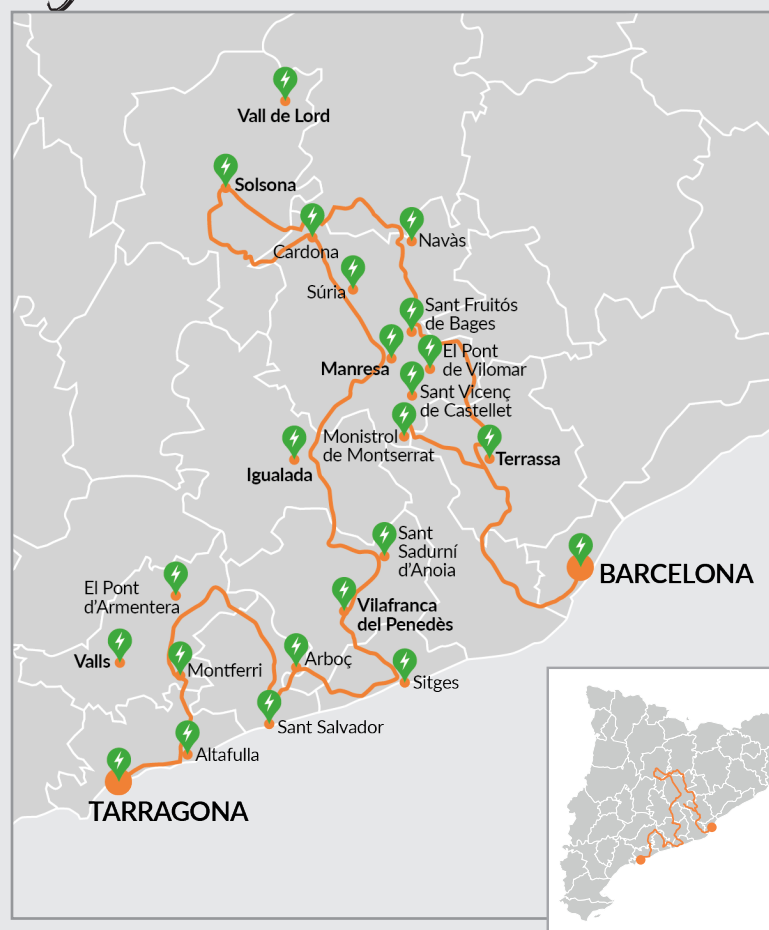 Vall de Lord
Solsona
Cardona
Navàs
Súria
Sant Fruitós
de Bages
Manresa
El Pont
de Vilomar
Sant Vicenç
de Castellet
Monistrol
de Montserrat
Terrassa
Igualada
Sant
Sadurní
d'Anoia
BARCELONA
El Pont
d'Armentera
Vilafranca
del Penedès
Valls
Montferri
Arboç
Sitges
Sant Salvador
Altafulla
TARRAGONA